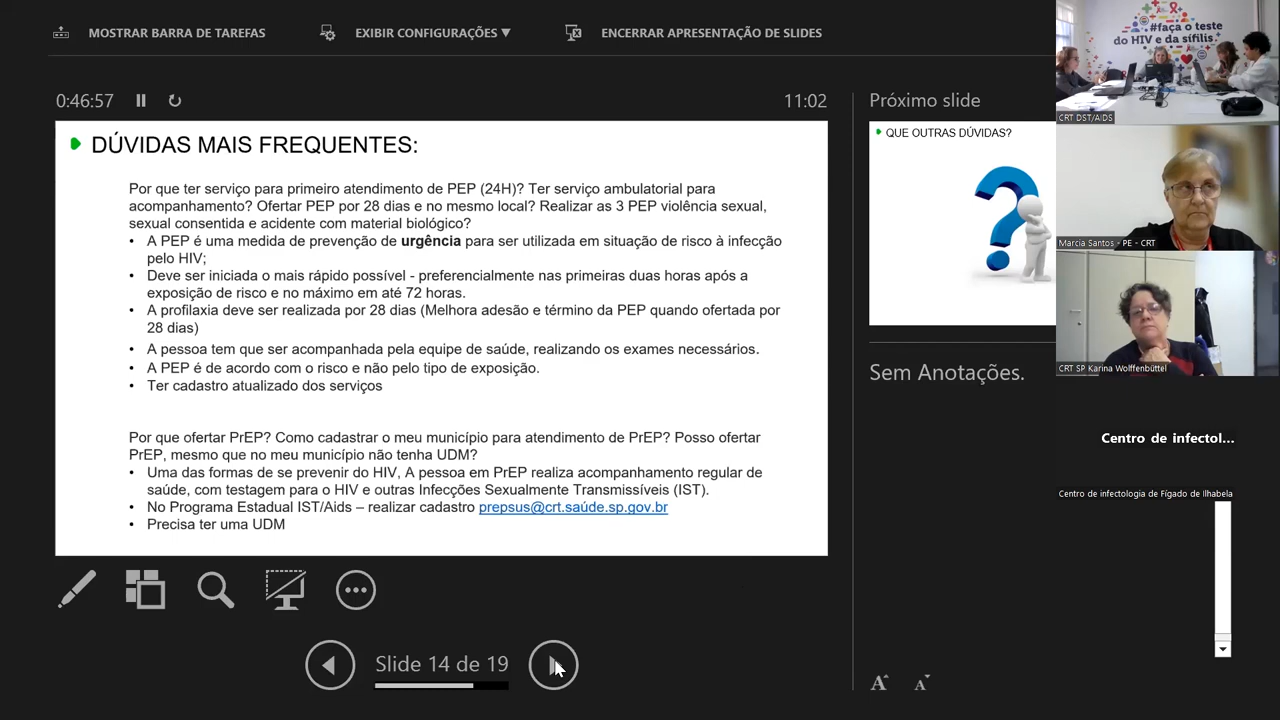 MOSTRAR BARRA DE TAREFAS
EXIBIR CONFIGURAÇÕES ▼
ENCERRAR APRESENTAÇÃO DE SLIDES
0:46:57
11:02
DÚVIDAS MAIS FREQUENTES:
Por que ter serviço para primeiro atendimento de PEP (24H)? Ter serviço ambulatorial para
acompanhamento? Ofertar PEP por 28 dias e no mesmo local? Realizar as 3 PEP violência sexual,
sexual consentida e acidente com material biológico?
• A PEP é uma medida de prevenção de urgência para ser utilizada em situação de risco à infecção
pelo HIV;
• Deve ser iniciada o mais rápido possível - preferencialmente nas primeiras duas horas após a
exposição de risco e no máximo em até 72 horas.
• A profilaxia deve ser realizada por 28 dias (Melhora adesão e término da PEP quando ofertada por
28 dias)
• A pessoa tem que ser acompanhada pela equipe de saúde, realizando os exames necessários.
• A PEP é de acordo com o risco e não pelo tipo de exposição.
• Ter cadastro atualizado dos serviços
Por que ofertar PrEP? Como cadastrar o meu município para atendimento de PrEP? Posso ofertar
PrEP, mesmo que no meu município não tenha UDM?
• Uma das formas de se prevenir do HIV, A pessoa em PrEP realiza acompanhamento regular de
saúde, com testagem para o HIV e outras Infecções Sexualmente Transmissíveis (IST).
• No Programa Estadual IST/Aids – realizar cadastro prepsus@crt.saúde.sp.gov.br
• Precisa ter uma UDM
Slide 14 de 19
Próximo slide
QUE OUTRAS DÚVIDAS?
Sem Anotações.
A A
#faça o teste
do HIV e da sífilis
CRT DST/AIDS
Marcia Santos - PE - CRT
CRT SP Karina Wolffenbüttel
Centro de infectol...
Centro de infectologia de Fígado de Ilhabela